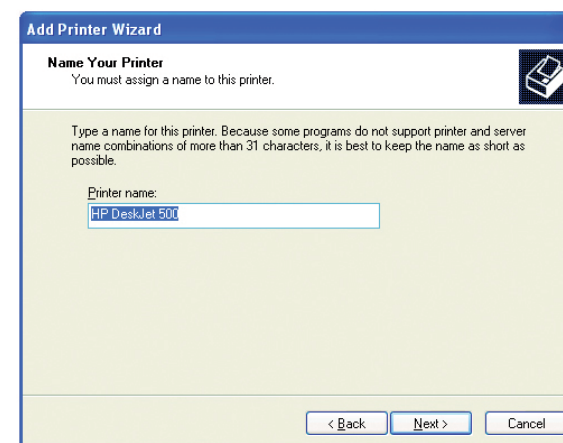 Add Printer Wizard
Name Your Printer
You must assign a name to this printer.
Type a name for this printer. Because some programs do not support printer and server
name combinations of more than 31 characters, it is best to keep the name as short as
possible.
Printer name:
HP DeskJet 500
< Back Next > Cancel